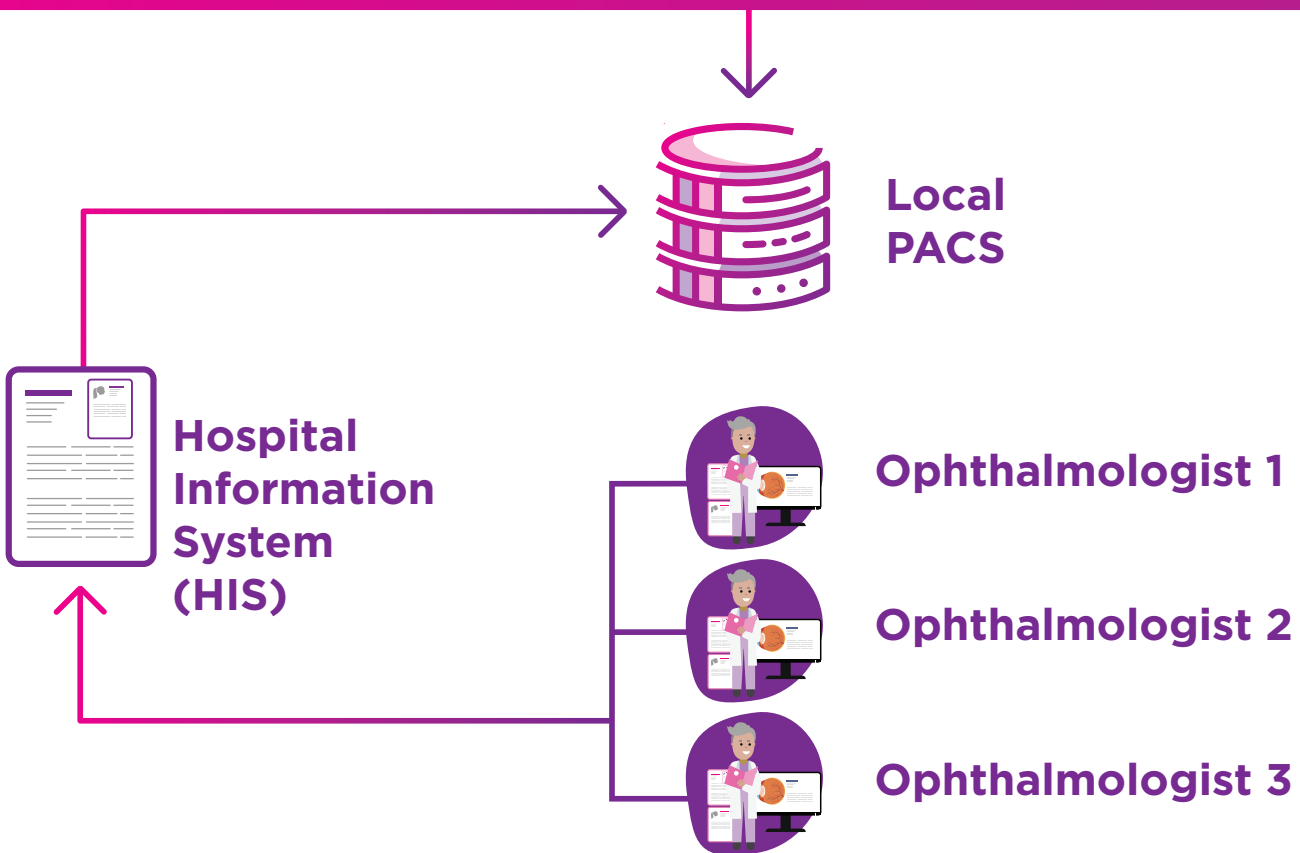 Local
PACS
Hospital
Information
System
(HIS)
Ophthalmologist 1
Ophthalmologist 2
Ophthalmologist 3